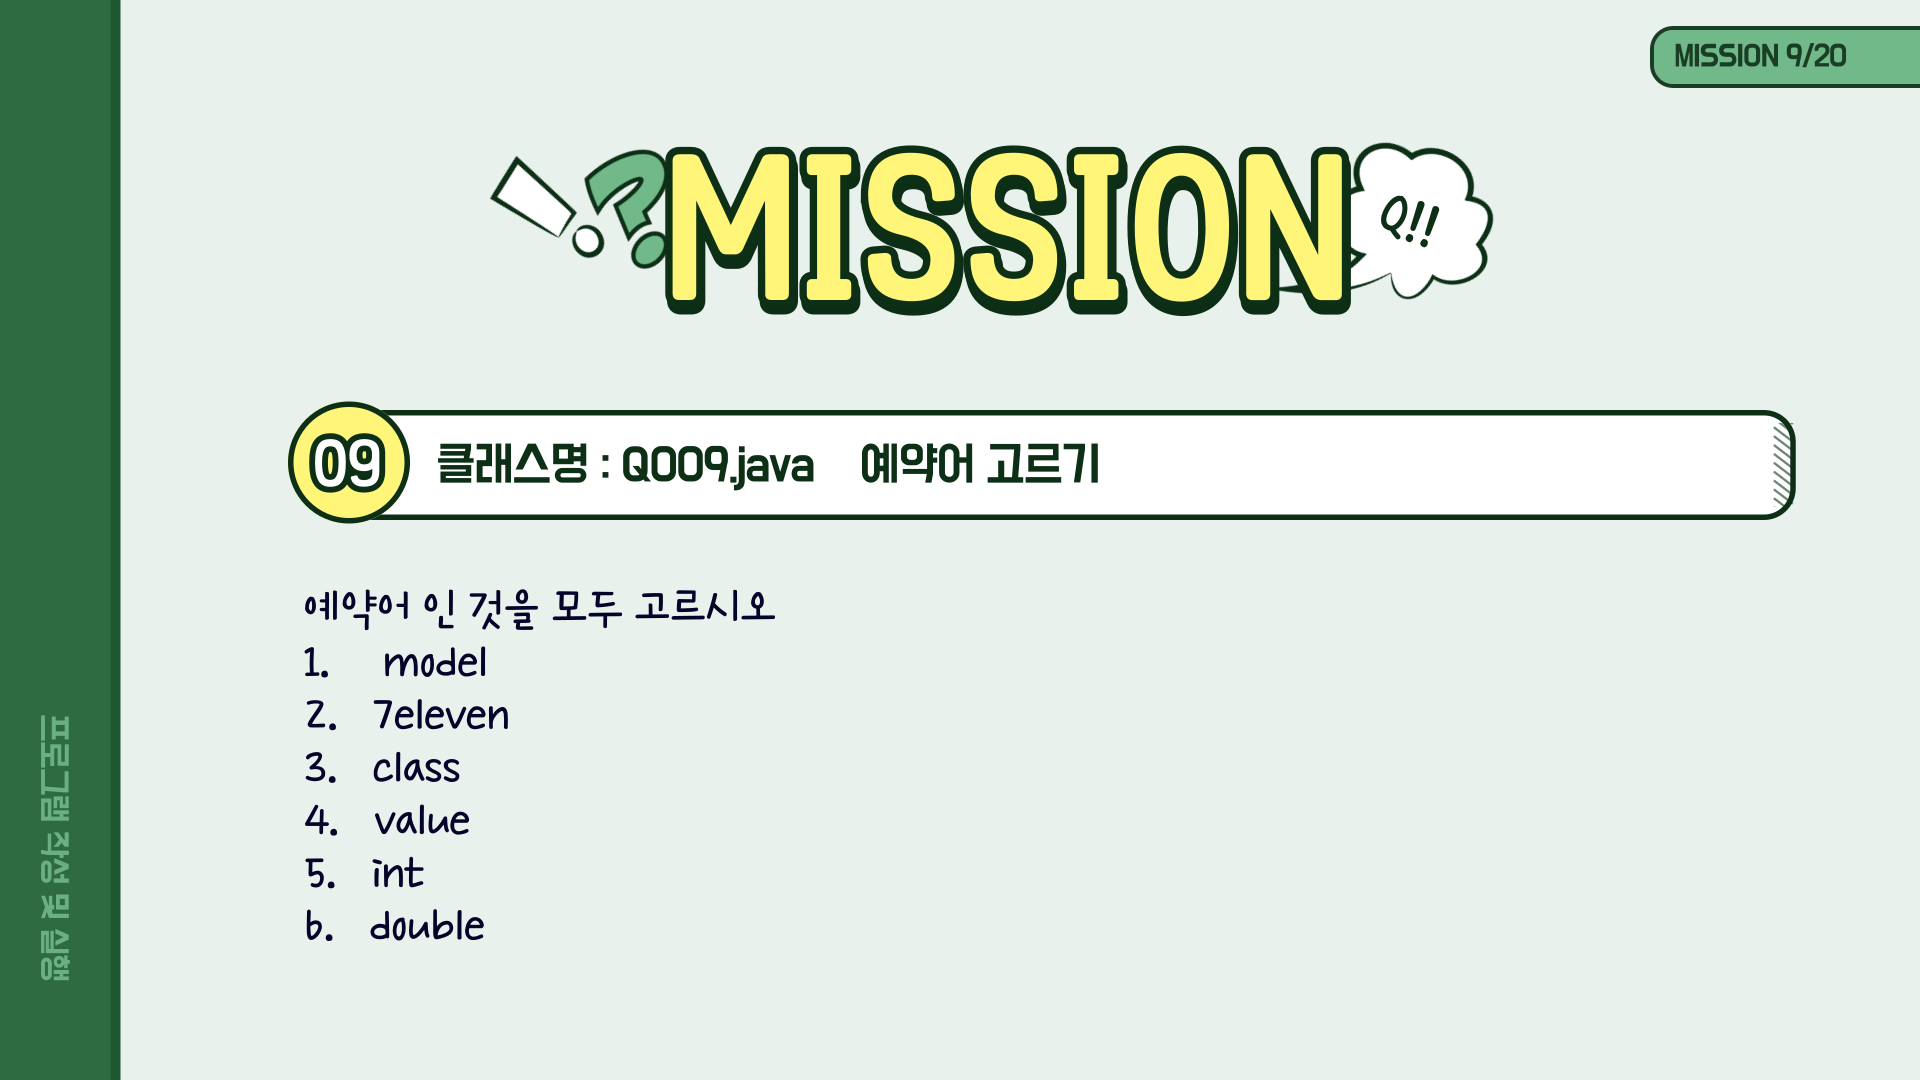 MISSION 9/20
MISSION
Q!!
09
클래스명 : Q009.java 예약어 고르기
예약어 인 것을 모두 고르시오
1. model
2. 7eleven
3. class
4. value
5. int
6. double
프로그램 작성 및 실행